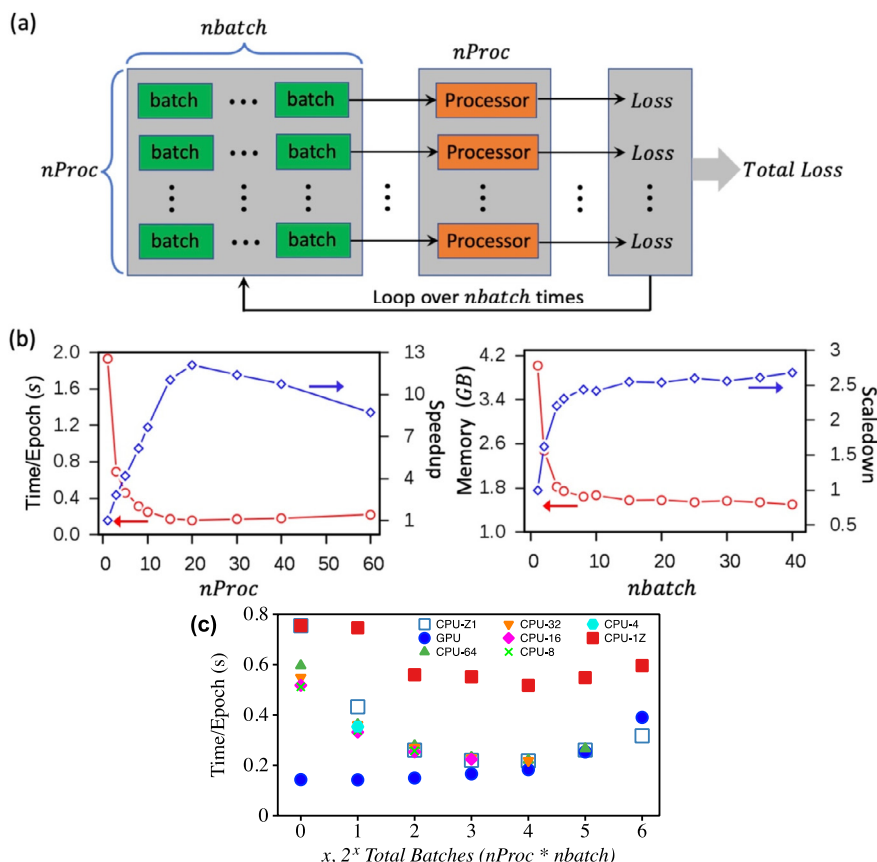 (a)
nbatch
nProc
nProc
batch ••• batch Processor Loss
batch ••• batch Processor Loss
Total Loss
batch ••• batch Processor Loss
Loop over nbatch times
(b)
Time/Epoch (s)
2.0
1.6
1.2
0.8
0.4
0.0
13
10
7
4
1
Speedup
0 10 20 30 40 50 60
nProc
Memory (GB)
4.2
3.4
2.6
1.8
1.0
3
2.5
2
1.5
1
0.5
Scaledown
0 10 20 30 40
nbatch
(c)
CPU-Z1 CPU-32 CPU-4
GPU CPU-16 CPU-1Z
CPU-64 CPU-8
Time/Epoch (s)
0.8
0.6
0.4
0.2
0
0 1 2 3 4 5 6
x, 2^x Total Batches (nProc * nbatch)